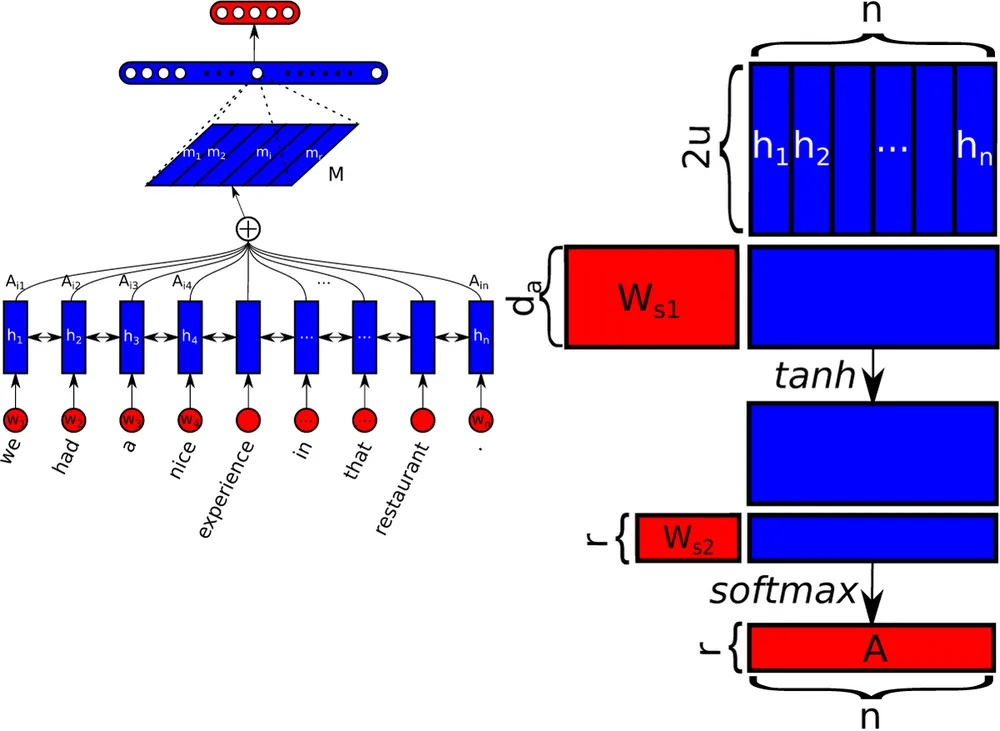 m1 m2 mi mr
M
+
Ai1 Ai2 Ai3 Ai4 ... Ain
h1 h2 h3 h4 ... ... hn
w1 w2 w3 w4 ... ... wn
we had a nice experience in that restaurant .
n
2u
h1 h2 ... hn
da
Ws1
tanh
r
Ws2
softmax
r
A
n